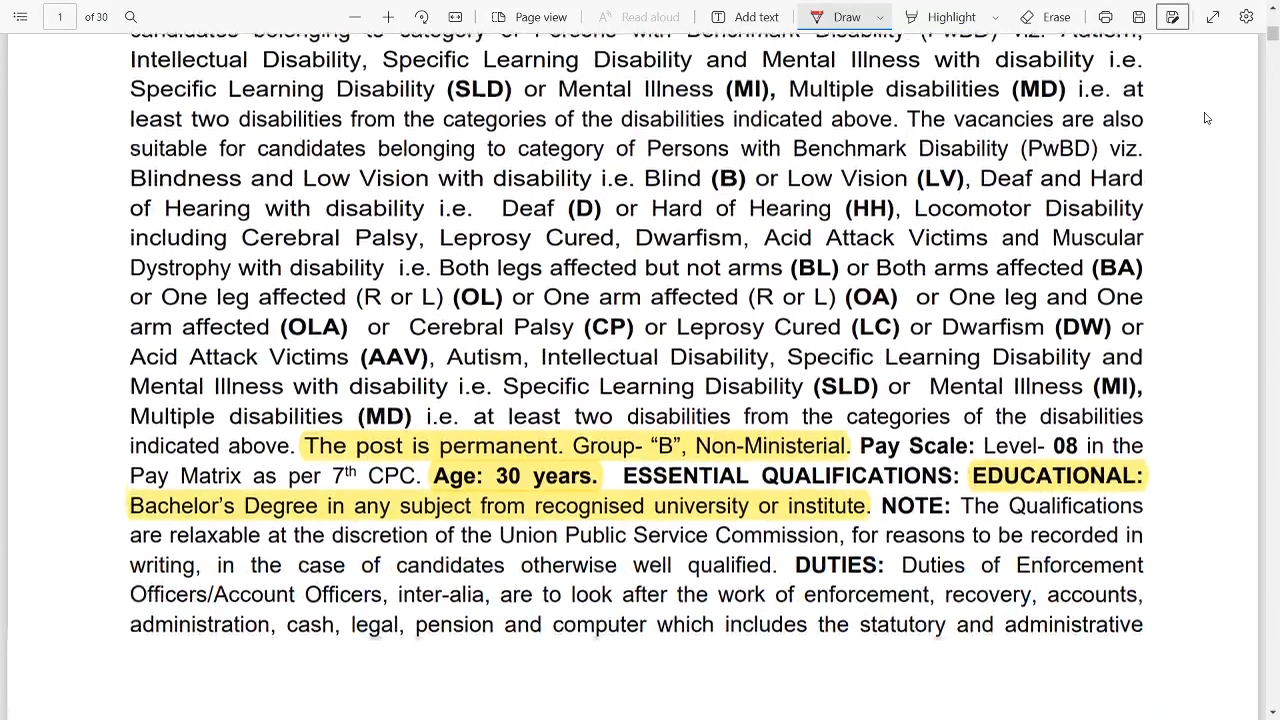 1 of 30 Page view Read aloud Add text Draw Highlight Erase
candidates belonging to category of Persons with Benchmark Disability (PwBD) viz. Autism,
Intellectual Disability, Specific Learning Disability and Mental Illness with disability i.e.
Specific Learning Disability (SLD) or Mental Illness (MI), Multiple disabilities (MD) i.e. at
least two disabilities from the categories of the disabilities indicated above. The vacancies are also
suitable for candidates belonging to category of Persons with Benchmark Disability (PwBD) viz.
Blindness and Low Vision with disability i.e. Blind (B) or Low Vision (LV), Deaf and Hard
of Hearing with disability i.e. Deaf (D) or Hard of Hearing (HH), Locomotor Disability
including Cerebral Palsy, Leprosy Cured, Dwarfism, Acid Attack Victims and Muscular
Dystrophy with disability i.e. Both legs affected but not arms (BL) or Both arms affected (BA)
or One leg affected (R or L) (OL) or One arm affected (R or L) (OA) or One leg and One
arm affected (OLA) or Cerebral Palsy (CP) or Leprosy Cured (LC) or Dwarfism (DW) or
Acid Attack Victims (AAV), Autism, Intellectual Disability, Specific Learning Disability and
Mental Illness with disability i.e. Specific Learning Disability (SLD) or Mental Illness (MI),
Multiple disabilities (MD) i.e. at least two disabilities from the categories of the disabilities
indicated above. The post is permanent. Group- “B”, Non-Ministerial. Pay Scale: Level- 08 in the
Pay Matrix as per 7th CPC. Age: 30 years. ESSENTIAL QUALIFICATIONS: EDUCATIONAL:
Bachelor’s Degree in any subject from recognised university or institute. NOTE: The Qualifications
are relaxable at the discretion of the Union Public Service Commission, for reasons to be recorded in
writing, in the case of candidates otherwise well qualified. DUTIES: Duties of Enforcement
Officers/Account Officers, inter-alia, are to look after the work of enforcement, recovery, accounts,
administration, cash, legal, pension and computer which includes the statutory and administrative